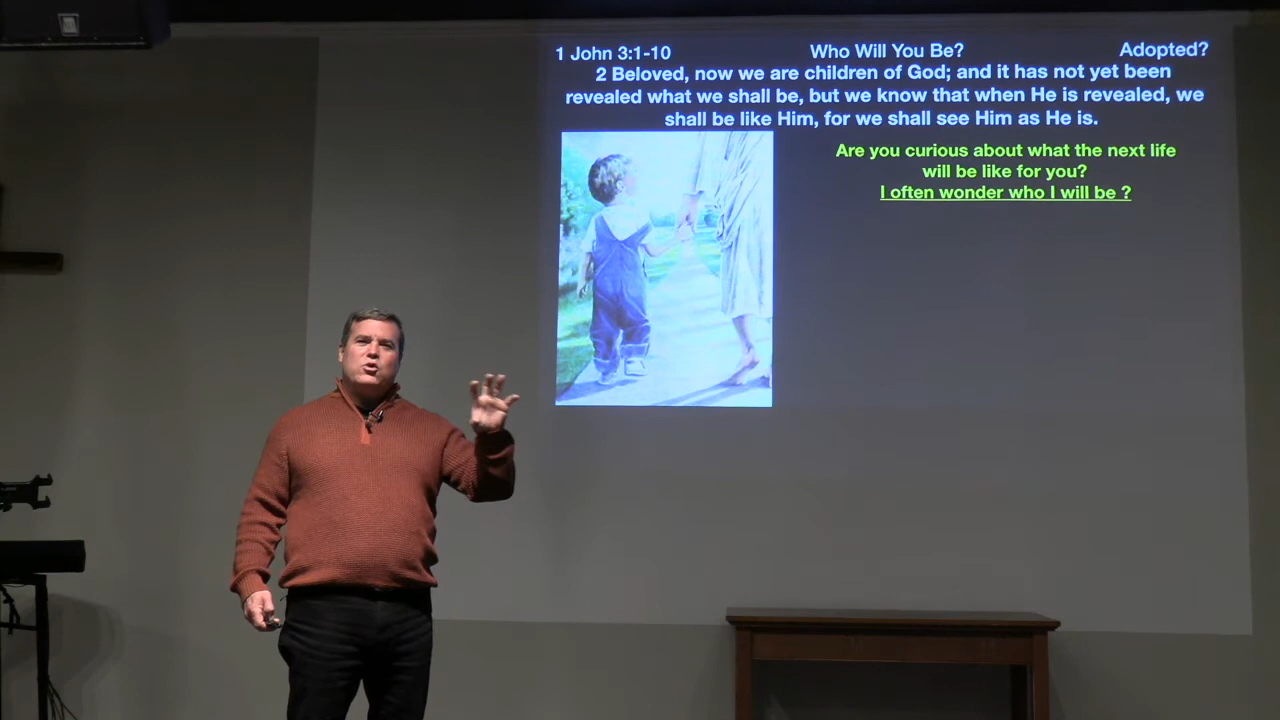 1 John 3:1-10 Who Will You Be? Adopted?
2 Beloved, now we are children of God; and it has not yet been
revealed what we shall be, but we know that when He is revealed, we
shall be like Him, for we shall see Him as He is.
Are you curious about what the next life
will be like for you?
I often wonder who I will be ?